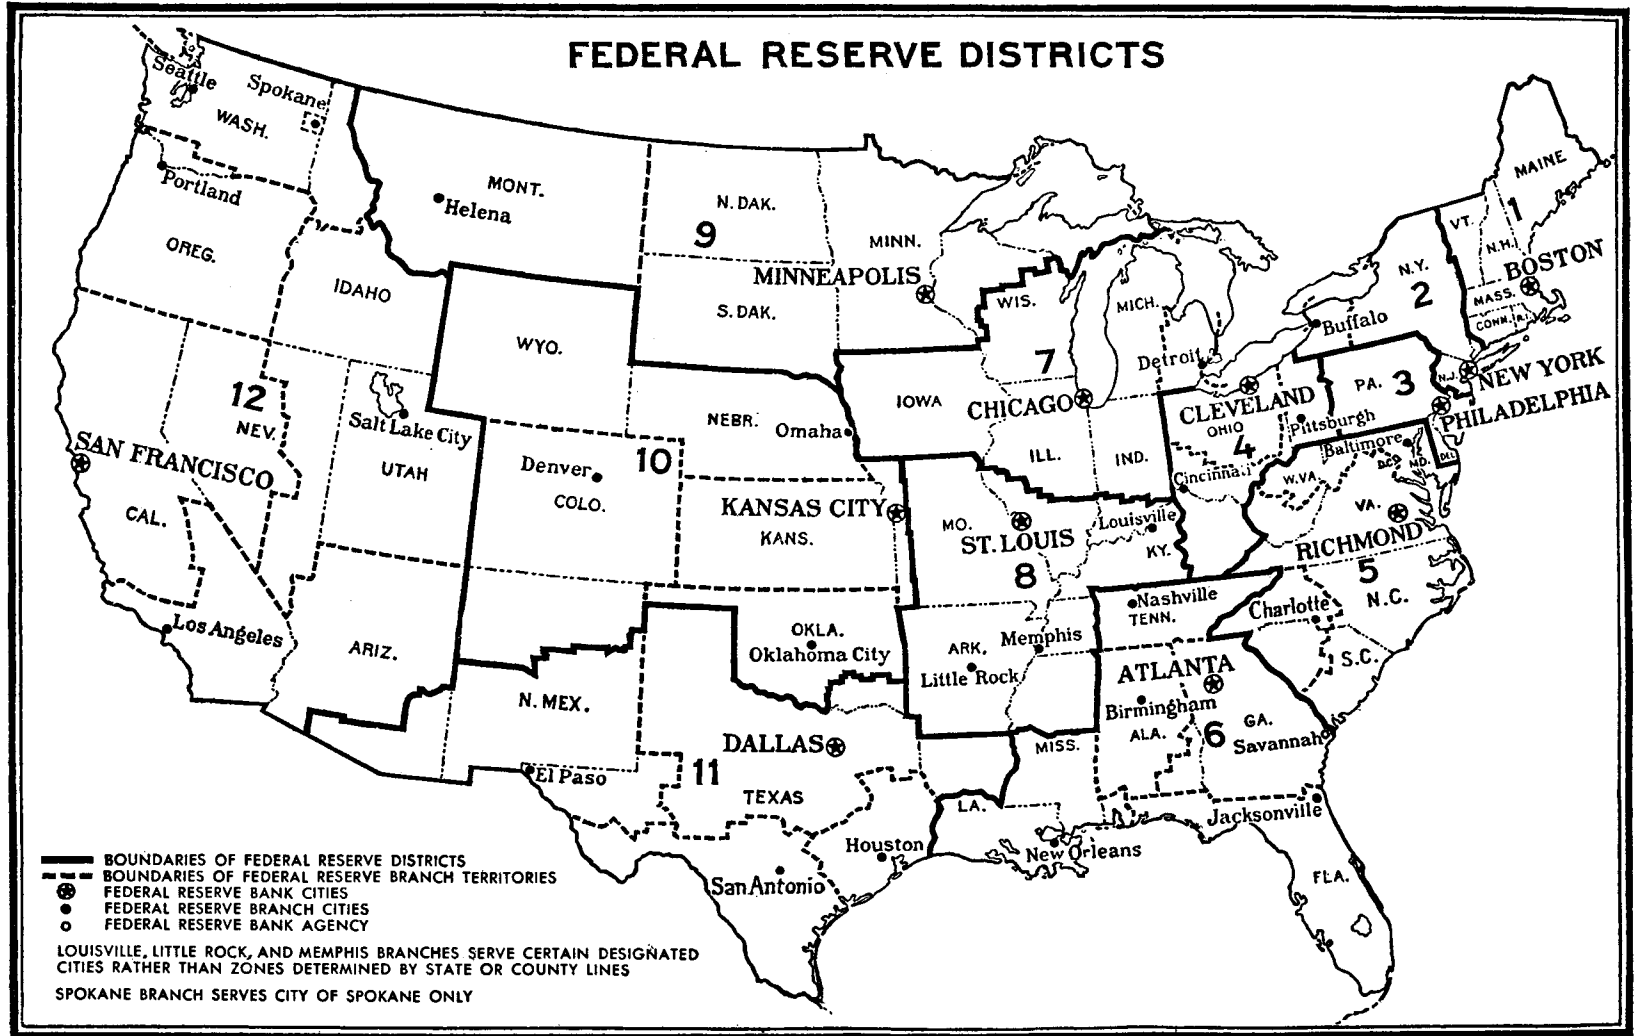 FEDERAL RESERVE DISTRICTS
Seattle
Spokane
WASH.
Portland
OREG.
IDAHO
MONT.
Helena
N. DAK.
9
MINN.
MINNEAPOLIS
S. DAK.
WYO.
WIS.
MICH.
7
Detroit
MAINE
VT.
1
N.H.
BOSTON
MASS.
CONN.
R.I.
N.Y.
2
Buffalo
NEW YORK
N.J.
PA.
3
PHILADELPHIA
CLEVELAND
OHIO
4
Pittsburgh
Cincinnati
Baltimore
D.C.
MD.
DEL.
W. VA.
VA.
RICHMOND
5
12
NEV.
SAN FRANCISCO
CAL.
Los Angeles
Salt Lake City
UTAH
ARIZ.
Denver
COLO.
10
NEBR.
Omaha
IOWA
CHICAGO
ILL.
IND.
KANSAS CITY
KANS.
MO.
ST. LOUIS
8
Louisville
KY.
Nashville
TENN.
Charlotte
N.C.
S.C.
OKLA.
Oklahoma City
ARK.
Memphis
Little Rock
ATLANTA
Birmingham
ALA.
6
GA.
Savannah
N. MEX.
El Paso
DALLAS
11
TEXAS
MISS.
LA.
New Orleans
Houston
San Antonio
Jacksonville
FLA.
BOUNDARIES OF FEDERAL RESERVE DISTRICTS
BOUNDARIES OF FEDERAL RESERVE BRANCH TERRITORIES
FEDERAL RESERVE BANK CITIES
FEDERAL RESERVE BRANCH CITIES
FEDERAL RESERVE BANK AGENCY
LOUISVILLE, LITTLE ROCK, AND MEMPHIS BRANCHES SERVE CERTAIN DESIGNATED
CITIES RATHER THAN ZONES DETERMINED BY STATE OR COUNTY LINES
SPOKANE BRANCH SERVES CITY OF SPOKANE ONLY